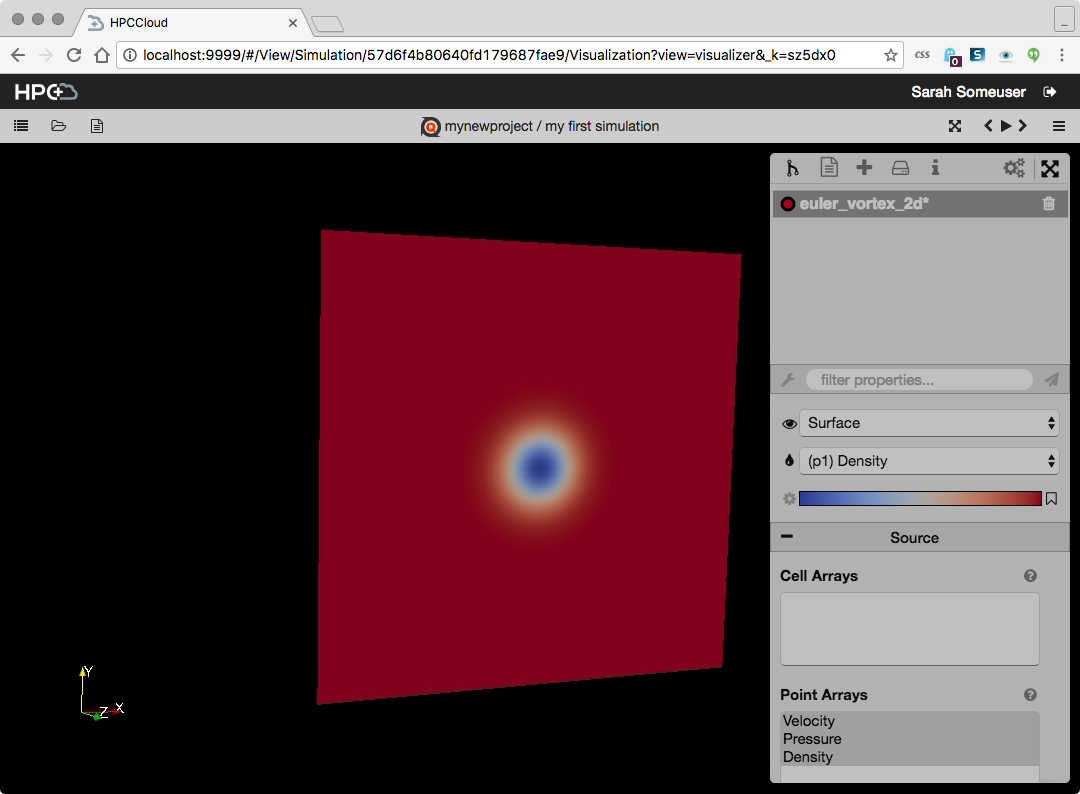 HPCCloud
localhost:9999/#/View/Simulation/57d6f4b80640fd179687fae9/Visualization?view=visualizer&_k=sz5dx0
CSS
0
S
HPC
Sarah Someuser
mynewproject / my first simulation
euler_vortex_2d*
filter properties...
Surface
(p1) Density
Source
Cell Arrays
Point Arrays
Velocity
Pressure
Density
Y
Z X